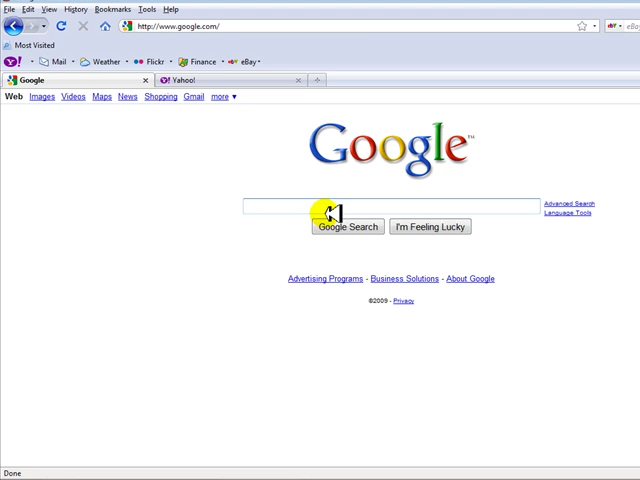 File Edit View History Bookmarks Tools Help
http://www.google.com/
Most Visited
Y! Mail Weather Flickr Finance eBay
Google Yahoo!
Web Images Videos Maps News Shopping Gmail more ▼
Google™
Advanced Search
Language Tools
Google Search I'm Feeling Lucky
Advertising Programs - Business Solutions - About Google
©2009 - Privacy
Done